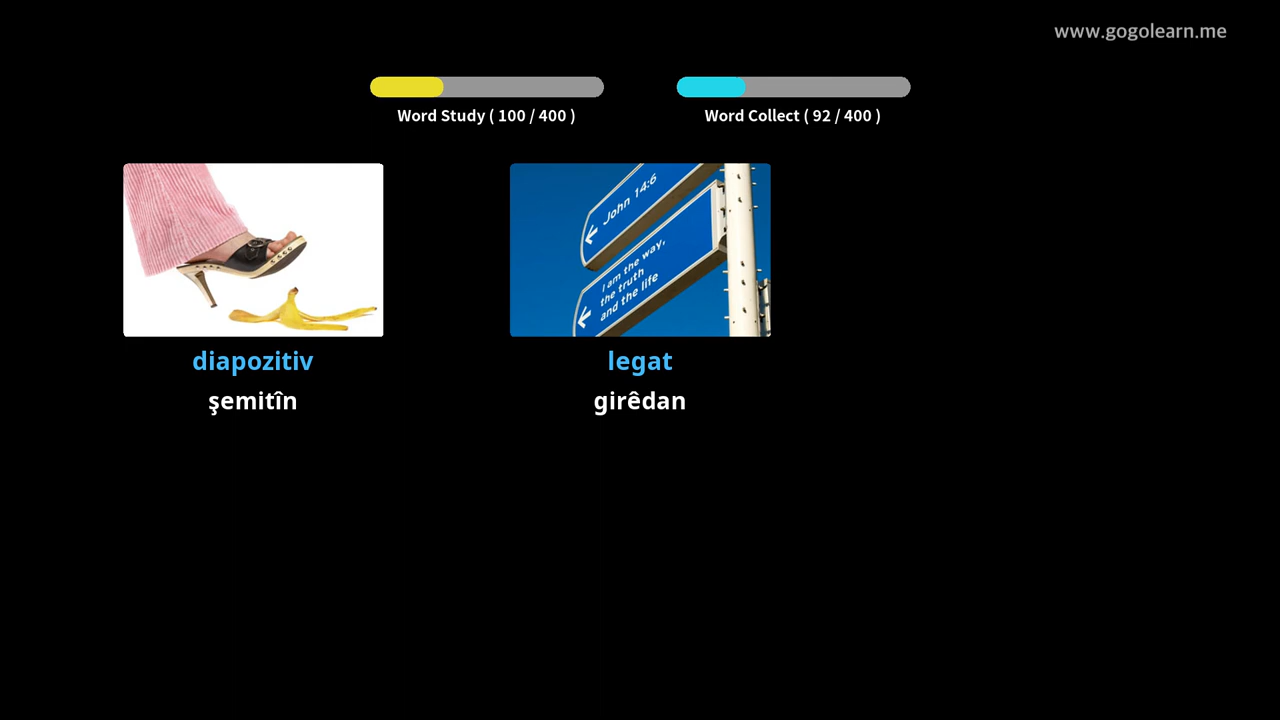 www.gogolearn.me
Word Study ( 100 / 400 )
Word Collect ( 92 / 400 )
John 14:6
I am the way,
the truth
and the life
diapozitiv
legat
şemitîn
girêdan